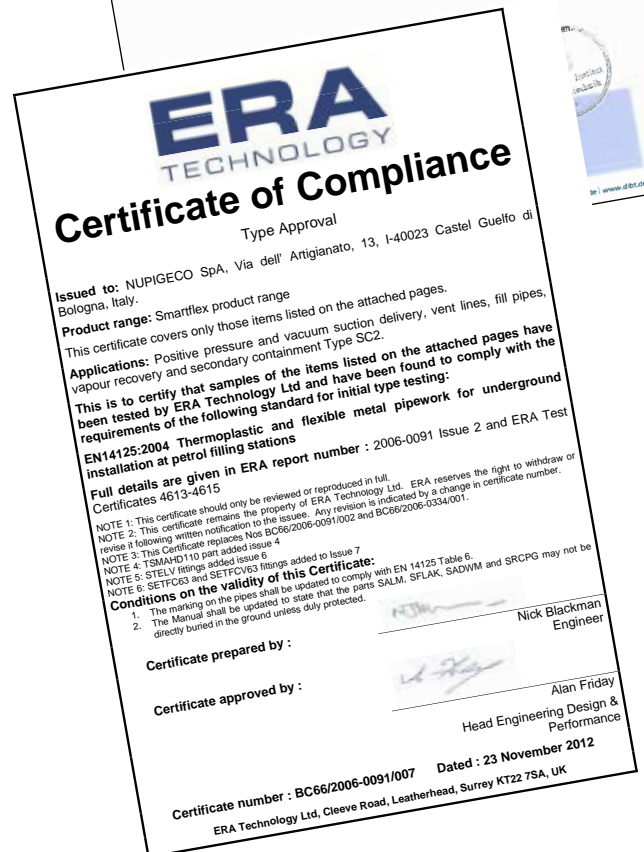 ERA
TECHNOLOGY
Certificate of Compliance
Type Approval
Issued to: NUPIGECO SpA, Via dell' Artigianato, 13, I-40023 Castel Guelfo di
Bologna, Italy.
Product range: Smartflex product range
This certificate covers only those items listed on the attached pages.
Applications: Positive pressure and vacuum suction delivery, vent lines, fill pipes,
vapour recovery and secondary containment Type SC2.
This is to certify that samples of the items listed on the attached pages have
been tested by ERA Technology Ltd and have been found to comply with the
requirements of the following standard for initial type testing:
EN14125:2004 Thermoplastic and flexible metal pipework for underground
installation at petrol filling stations
Full details are given in ERA report number : 2006-0091 Issue 2 and ERA Test
Certificates 4613-4615
NOTE 1: This certificate should only be reviewed or reproduced in full.
NOTE 2: This certificate remains the property of ERA Technology Ltd. ERA reserves the right to withdraw or
revise it following written notification to the issuee. Any revision is indicated by a change in certificate number.
NOTE 3: This Certificate replaces Nos BC66/2006-0091/002 and BC66/2006-0334/001.
NOTE 4: TSMAHD110 part added issue 4
NOTE 5: STELV fittings added issue 6
NOTE 6: SETFC63 and SETFCV63 fittings added to Issue 7
Conditions on the validity of this Certificate:
1. The marking on the pipes shall be updated to comply with EN 14125 Table 6.
2. The Manual shall be updated to state that the parts SALM, SFLAK, SADWM and SRCPG may not be
directly buried in the ground unless duly protected.
Certificate prepared by :
Nick Blackman
Engineer
Certificate approved by :
Alan Friday
Head Engineering Design &
Performance
Certificate number : BC66/2006-0091/007 Dated : 23 November 2012
ERA Technology Ltd, Cleeve Road, Leatherhead, Surrey KT22 7SA, UK
Institut
www.dibt.de